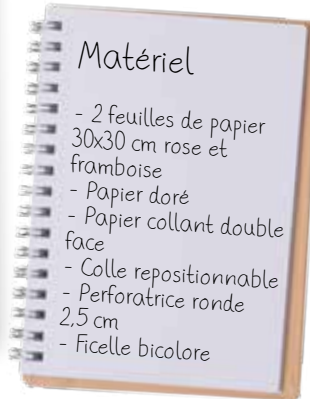 Matériel
- 2 feuilles de papier
30x30 cm rose et
framboise
- Papier doré
- Papier collant double
face
- Colle repositionnable
- Perforatrice ronde
2,5 cm
- Ficelle bicolore